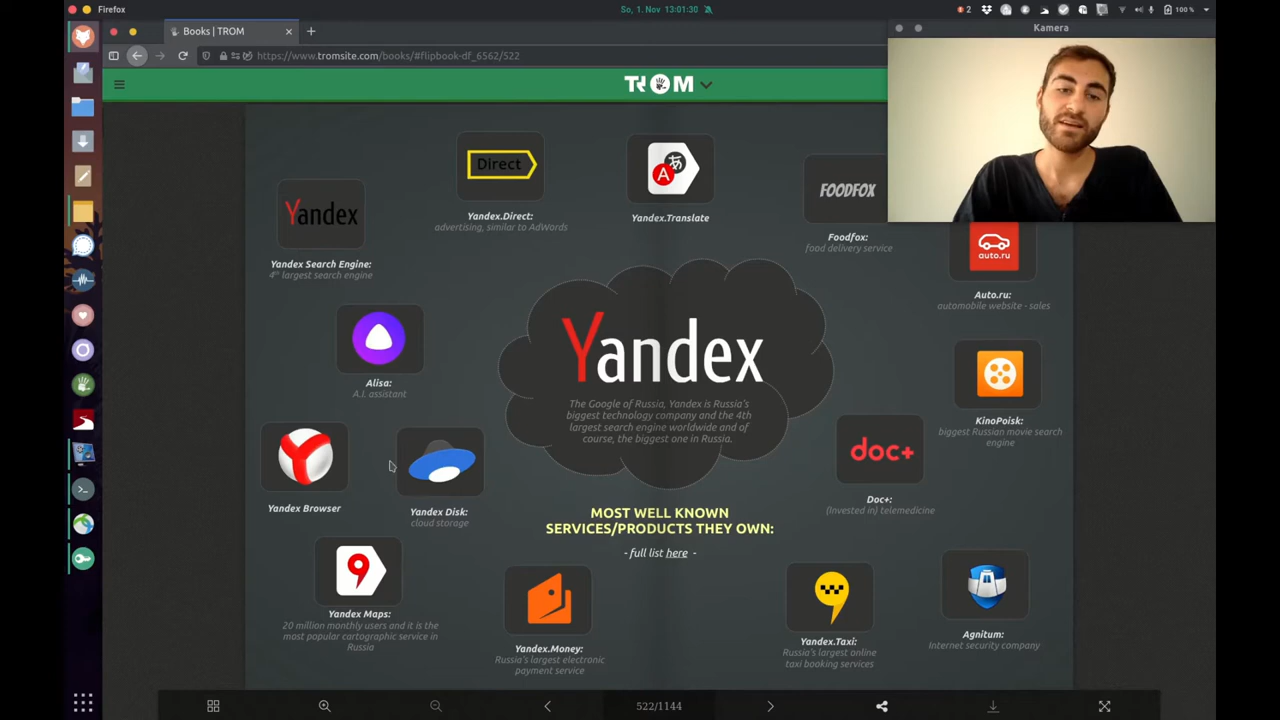 Firefox
So, 1. Nov 13:01:30
2
100 %
Books | TROM
https://www.tromsite.com/books/#flipbook-df_6562/522
Kamera
TROM
Direct
Yandex.Direct:
advertising, similar to AdWords
あ
A
Yandex.Translate
FOODFOX
Foodfox:
food delivery service
Yandex
Yandex Search Engine:
4th largest search engine
auto.ru
Auto.ru:
automobile website - sales
Alisa:
A.I. assistant
Yandex
The Google of Russia, Yandex is Russia's
biggest technology company and the 4th
largest search engine worldwide and of
course, the biggest one in Russia.
KinoPoisk:
biggest Russian movie search
engine
Yandex Browser
Yandex Disk:
cloud storage
doc+
Doc+:
(Invested in) telemedicine
MOST WELL KNOWN
SERVICES/PRODUCTS THEY OWN:
- full list here -
Yandex Maps:
20 million monthly users and it is the
most popular cartographic service in
Russia
Yandex.Money:
Russia's largest electronic
payment service
Yandex.Taxi:
Russia's largest online
taxi booking services
Agnitum:
Internet security company
522/1144